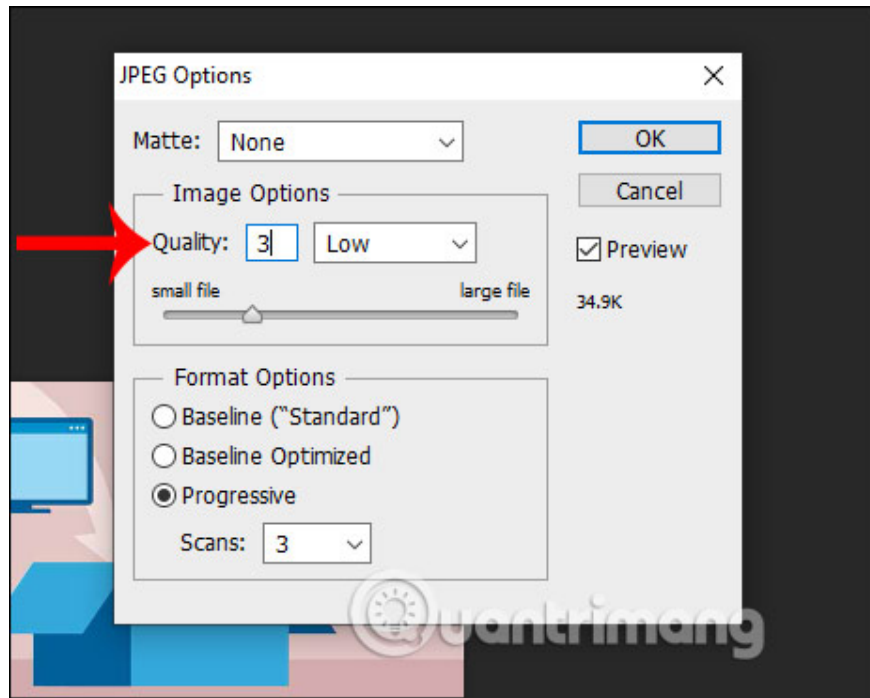 JPEG Options
Matte: None
OK
Image Options
Cancel
Quality: 3 Low
Preview
small file large file
34.9K
Format Options
Baseline (“Standard”)
Baseline Optimized
Progressive
Scans: 3
Quantrimang